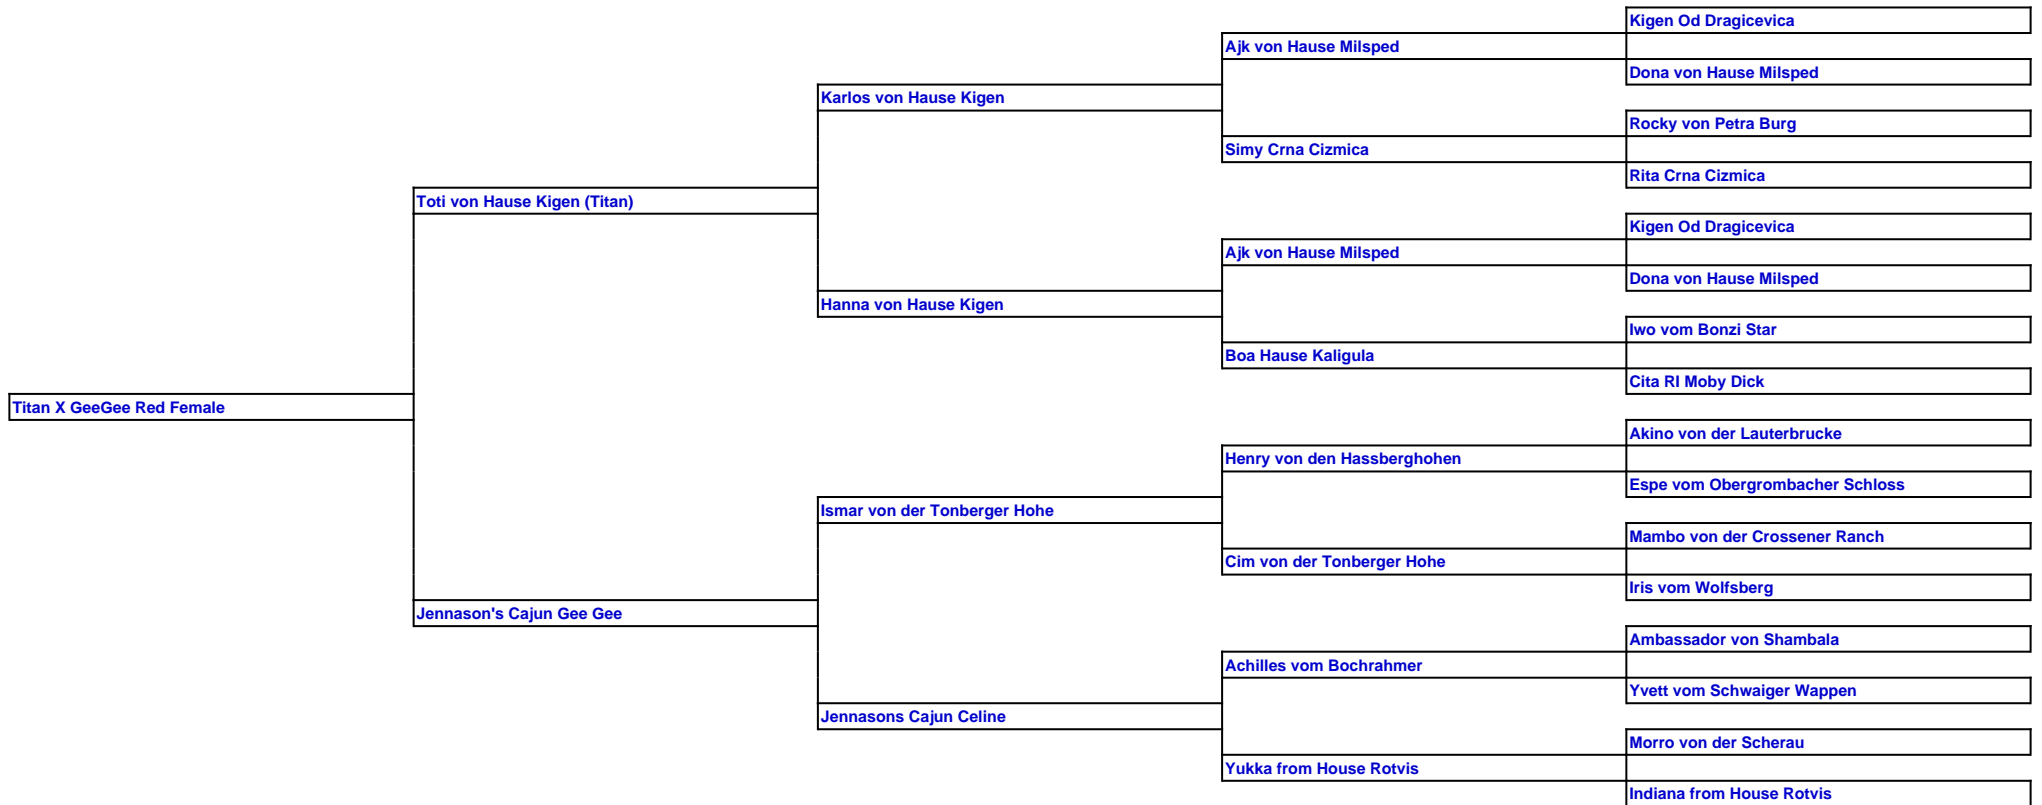 Kigen Od Dragicevica
Ajk von Hause Milsped
Dona von Hause Milsped
Karlos von Hause Kigen
Rocky von Petra Burg
Simy Crna Cizmica
Rita Crna Cizmica
Toti von Hause Kigen (Titan)
Kigen Od Dragicevica
Ajk von Hause Milsped
Dona von Hause Milsped
Hanna von Hause Kigen
Iwo vom Bonzi Star
Boa Hause Kaligula
Cita RI Moby Dick
Titan X GeeGee Red Female
Akino von der Lauterbrucke
Henry von den Hassberghohen
Espe vom Obergrombacher Schloss
Ismar von der Tonberger Hohe
Mambo von der Crossener Ranch
Cim von der Tonberger Hohe
Iris vom Wolfsberg
Jennason's Cajun Gee Gee
Ambassador von Shambala
Achilles vom Bochrahmer
Yvett vom Schwaiger Wappen
Jennasons Cajun Celine
Morro von der Scherau
Yukka from House Rotvis
Indiana from House Rotvis